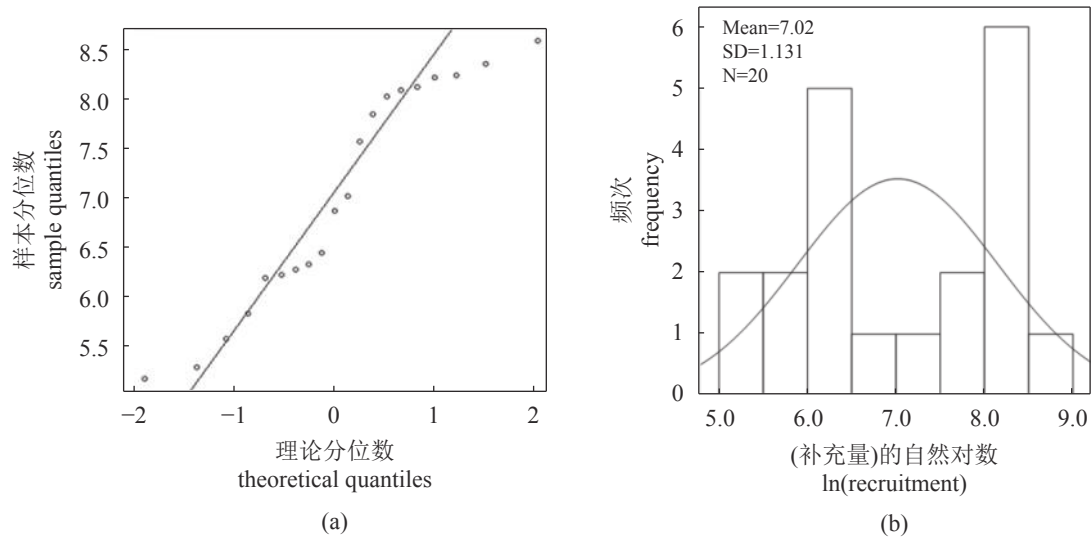 8.5
8.0
7.5
7.0
6.5
6.0
5.5
样本分位数
sample quantiles
−2
−1
0
1
2
理论分位数
theoretical quantiles
(a)
Mean=7.02
SD=1.131
N=20
6
5
4
3
2
1
0
频次
frequency
5.0
6.0
7.0
8.0
9.0
(补充量)的自然对数
ln(recruitment)
(b)